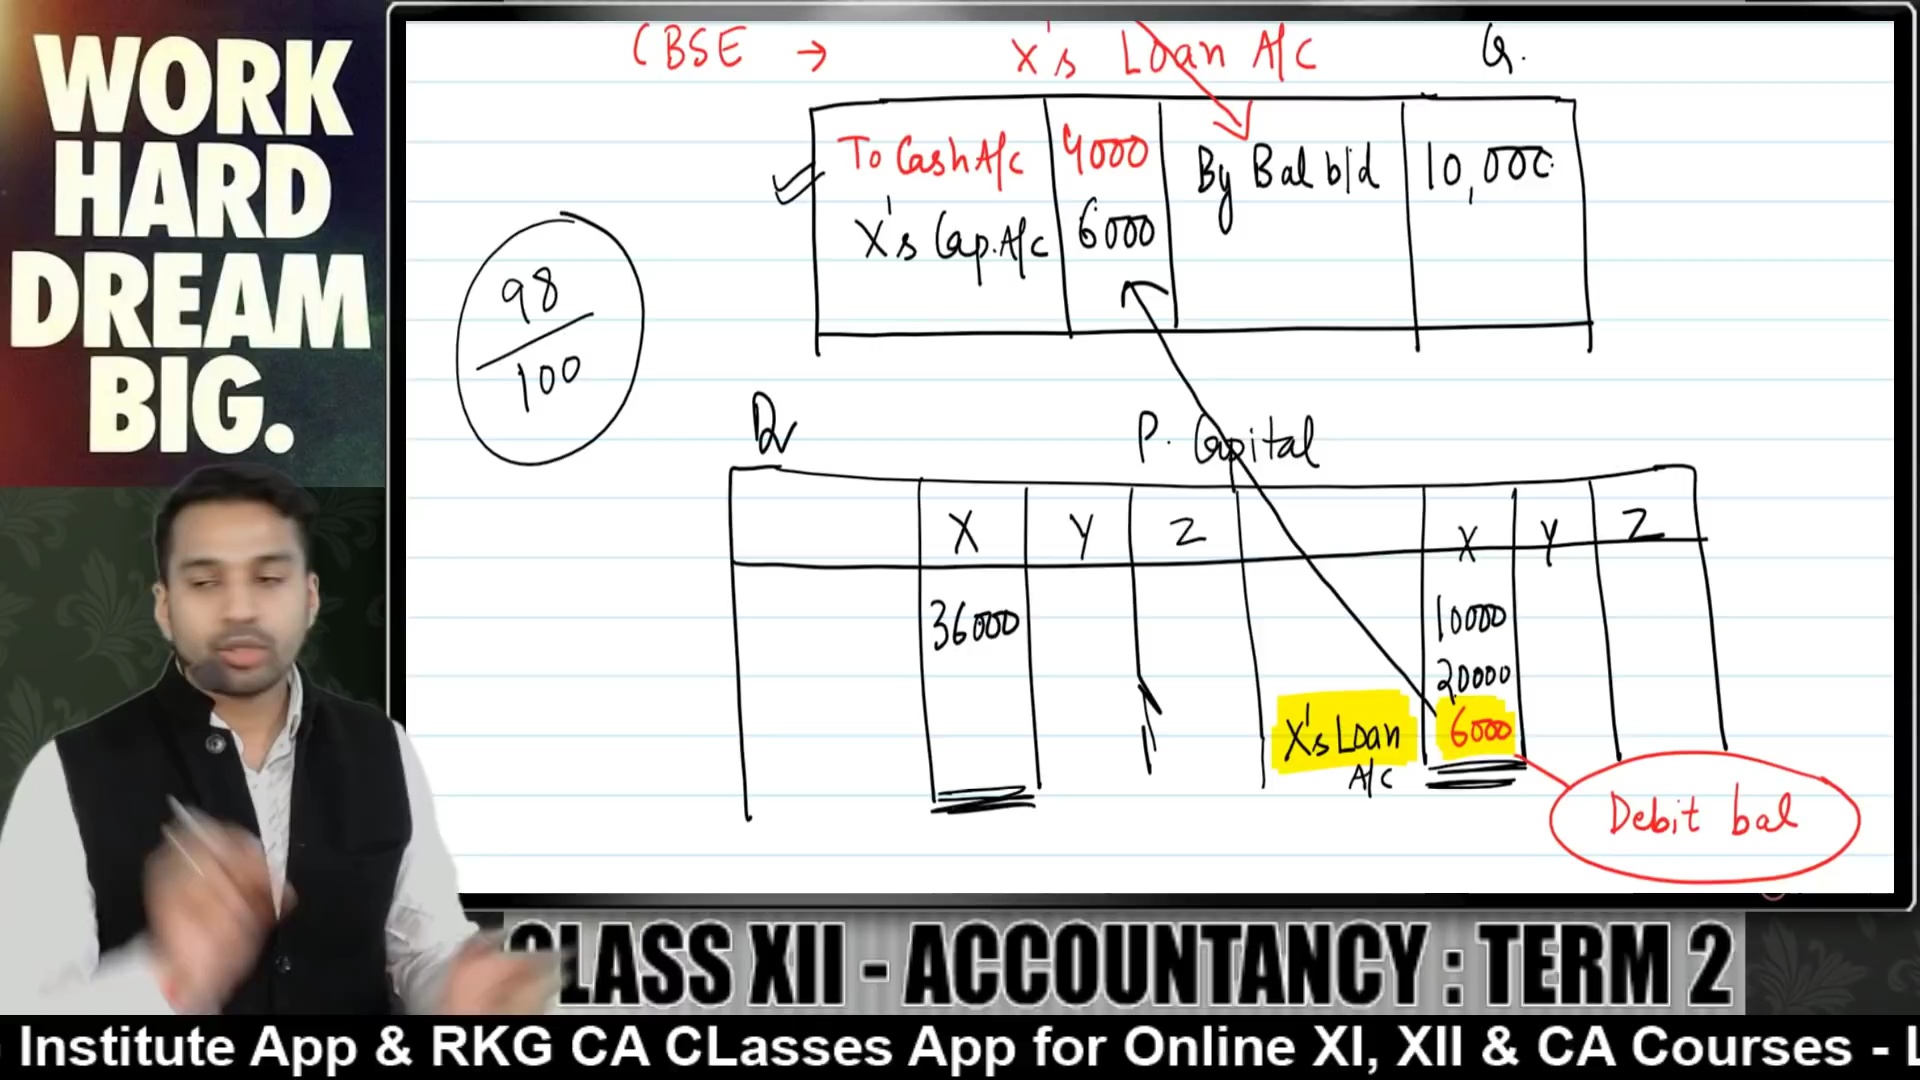 WORK
HARD
DREAM
BIG.
CBSE → X's Loan A/C Cr.
To Cash A/c 4000 By Bal b/d 10,000
X's Cap. A/c 6000
98
100
Dr P. Capital
X Y Z X Y Z
36000 10000
20000
X's Loan 6000
A/C
Debit bal
CLASS XII - ACCOUNTANCY : TERM 2
Institute App & RKG CA CLasses App for Online XI, XII & CA Courses - L